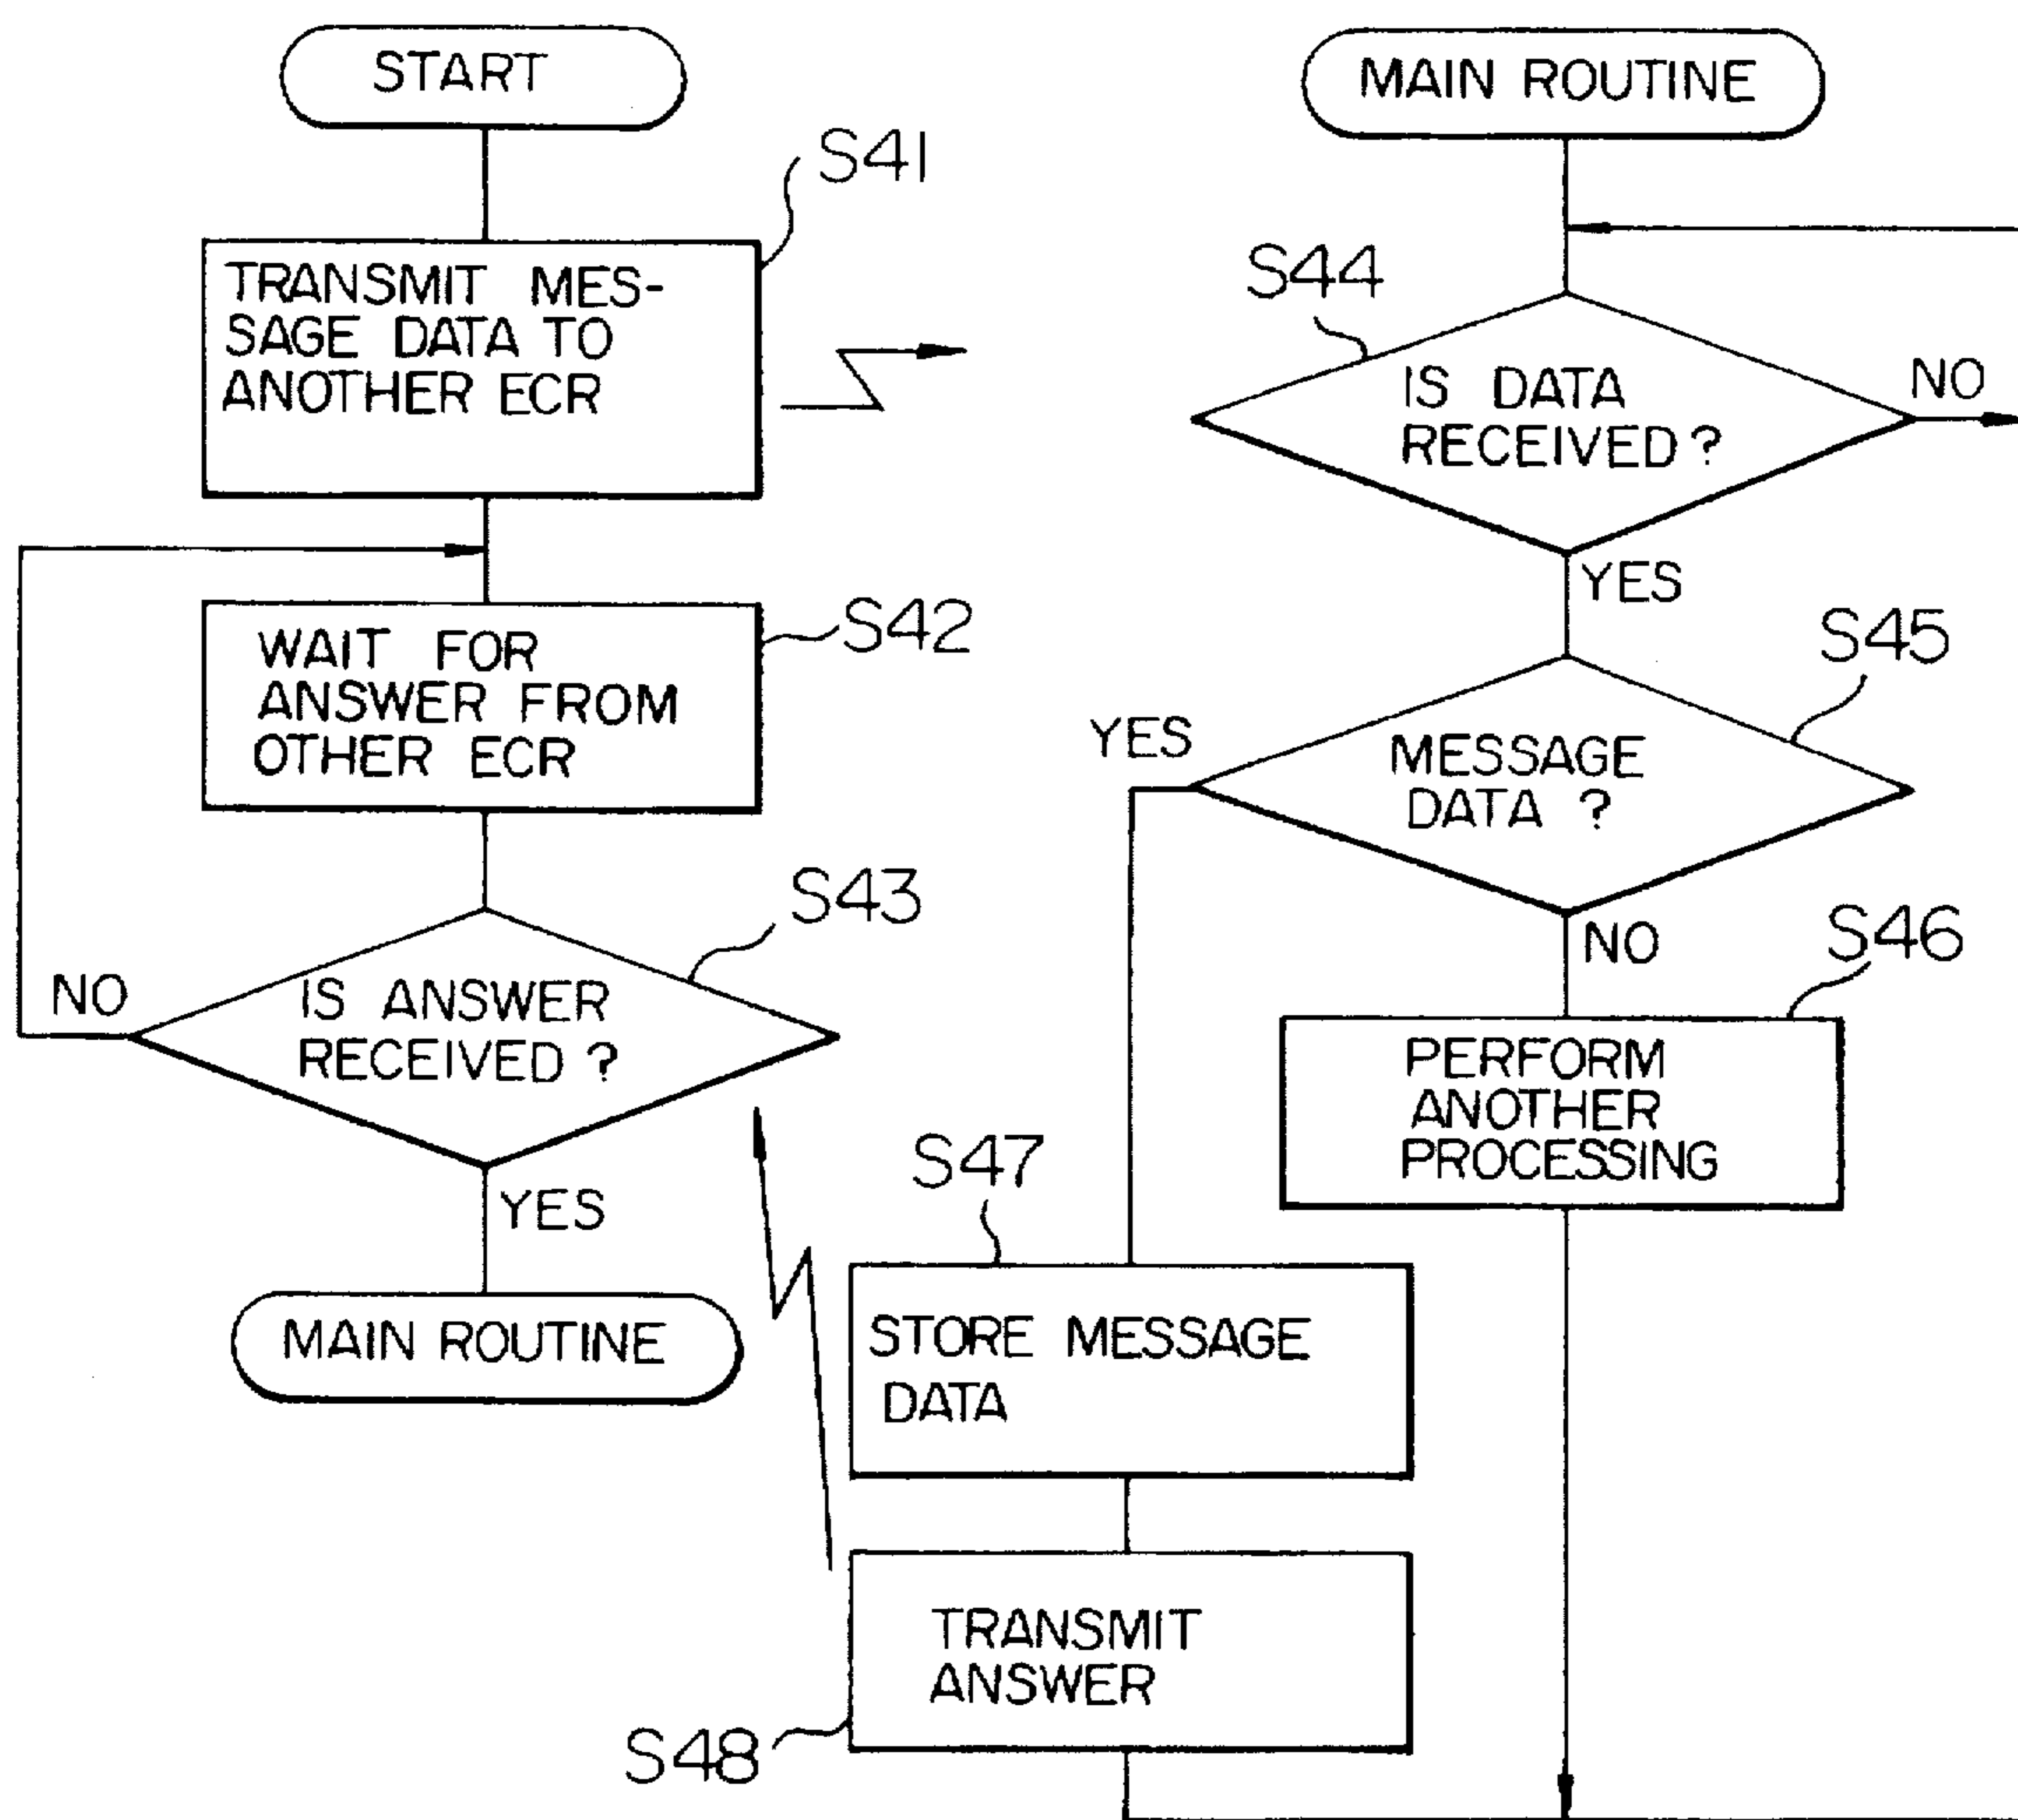 START
S41
TRANSMIT MES-
SAGE DATA TO
ANOTHER ECR
S42
WAIT FOR
ANSWER FROM
OTHER ECR
S43
IS ANSWER
RECEIVED ?
NO
YES
MAIN ROUTINE
MAIN ROUTINE
S44
IS DATA
RECEIVED ?
NO
YES
S45
MESSAGE
DATA ?
YES
NO
S46
PERFORM
ANOTHER
PROCESSING
S47
STORE MESSAGE
DATA
TRANSMIT
ANSWER
S48